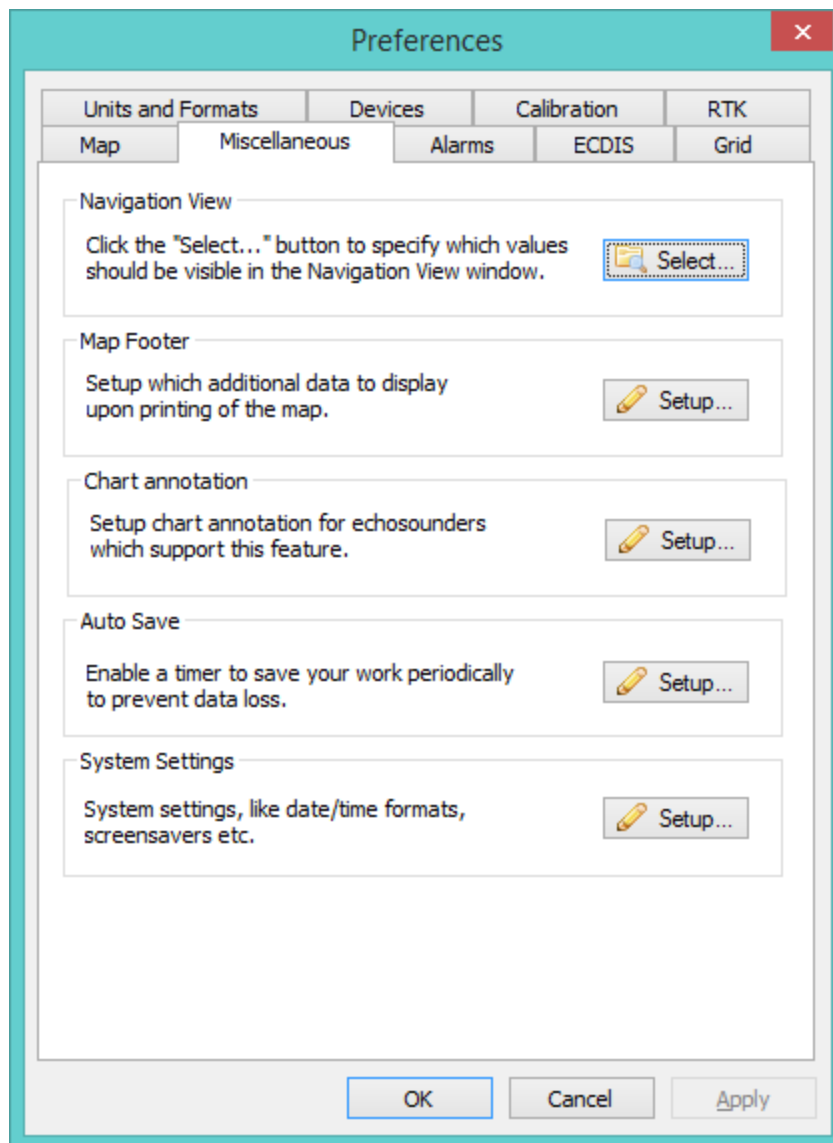 Preferences
Units and Formats Devices Calibration RTK
Map Miscellaneous Alarms ECDIS Grid
Navigation View
Click the "Select..." button to specify which values
should be visible in the Navigation View window.
Select...
Map Footer
Setup which additional data to display
upon printing of the map.
Setup...
Chart annotation
Setup chart annotation for echosounders
which support this feature.
Setup...
Auto Save
Enable a timer to save your work periodically
to prevent data loss.
Setup...
System Settings
System settings, like date/time formats,
screensavers etc.
Setup...
OK Cancel Apply